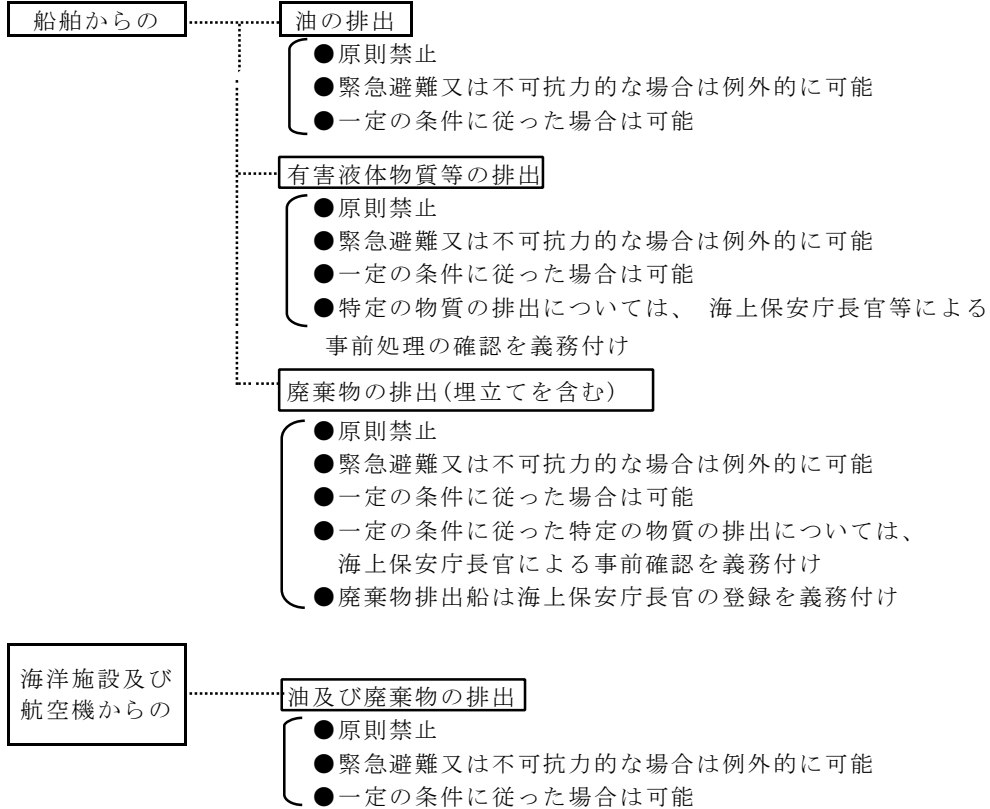 船舶からの
油の排出
●原則禁止
●緊急避難又は不可抗力的な場合は例外的に可能
●一定の条件に従った場合は可能
有害液体物質等の排出
●原則禁止
●緊急避難又は不可抗力的な場合は例外的に可能
●一定の条件に従った場合は可能
●特定の物質の排出については、 海上保安庁長官等による
事前処理の確認を義務付け
廃棄物の排出(埋立てを含む)
●原則禁止
●緊急避難又は不可抗力的な場合は例外的に可能
●一定の条件に従った場合は可能
●一定の条件に従った特定の物質の排出については、
海上保安庁長官による事前確認を義務付け
●廃棄物排出船は海上保安庁長官の登録を義務付け
海洋施設及び
航空機からの
油及び廃棄物の排出
●原則禁止
●緊急避難又は不可抗力的な場合は例外的に可能
●一定の条件に従った場合は可能